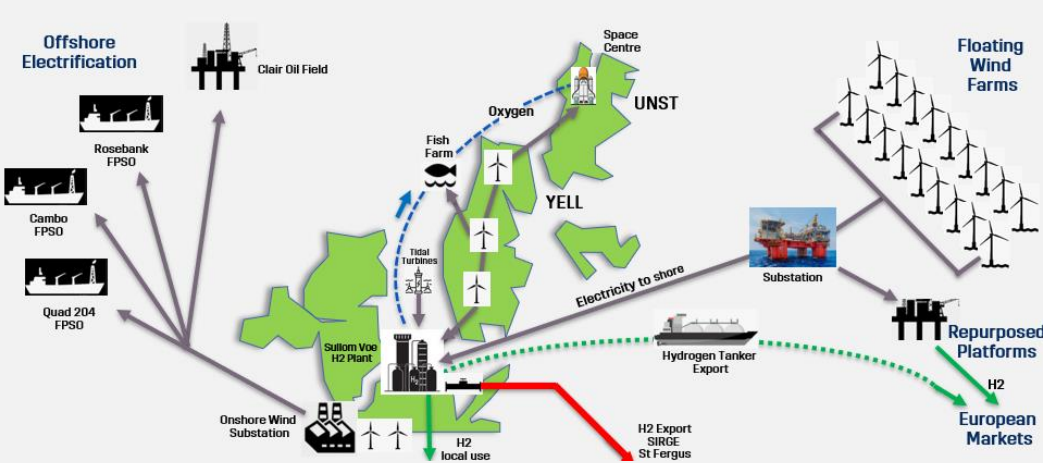 Offshore
Electrification
Clair Oil Field
Rosebank
FPSO
Cambo
FPSO
Quad 204
FPSO
Space
Centre
UNST
Oxygen
Fish
Farm
YELL
Tidal
Turbines
Floating
Wind
Farms
Substation
Electricity to shore
Sullom Voe
H2 Plant
H2
Hydrogen Tanker
Export
Repurposed
Platforms
H2
European
Markets
Onshore Wind
Substation
H2
local use
H2 Export
SIRGE
St Fergus